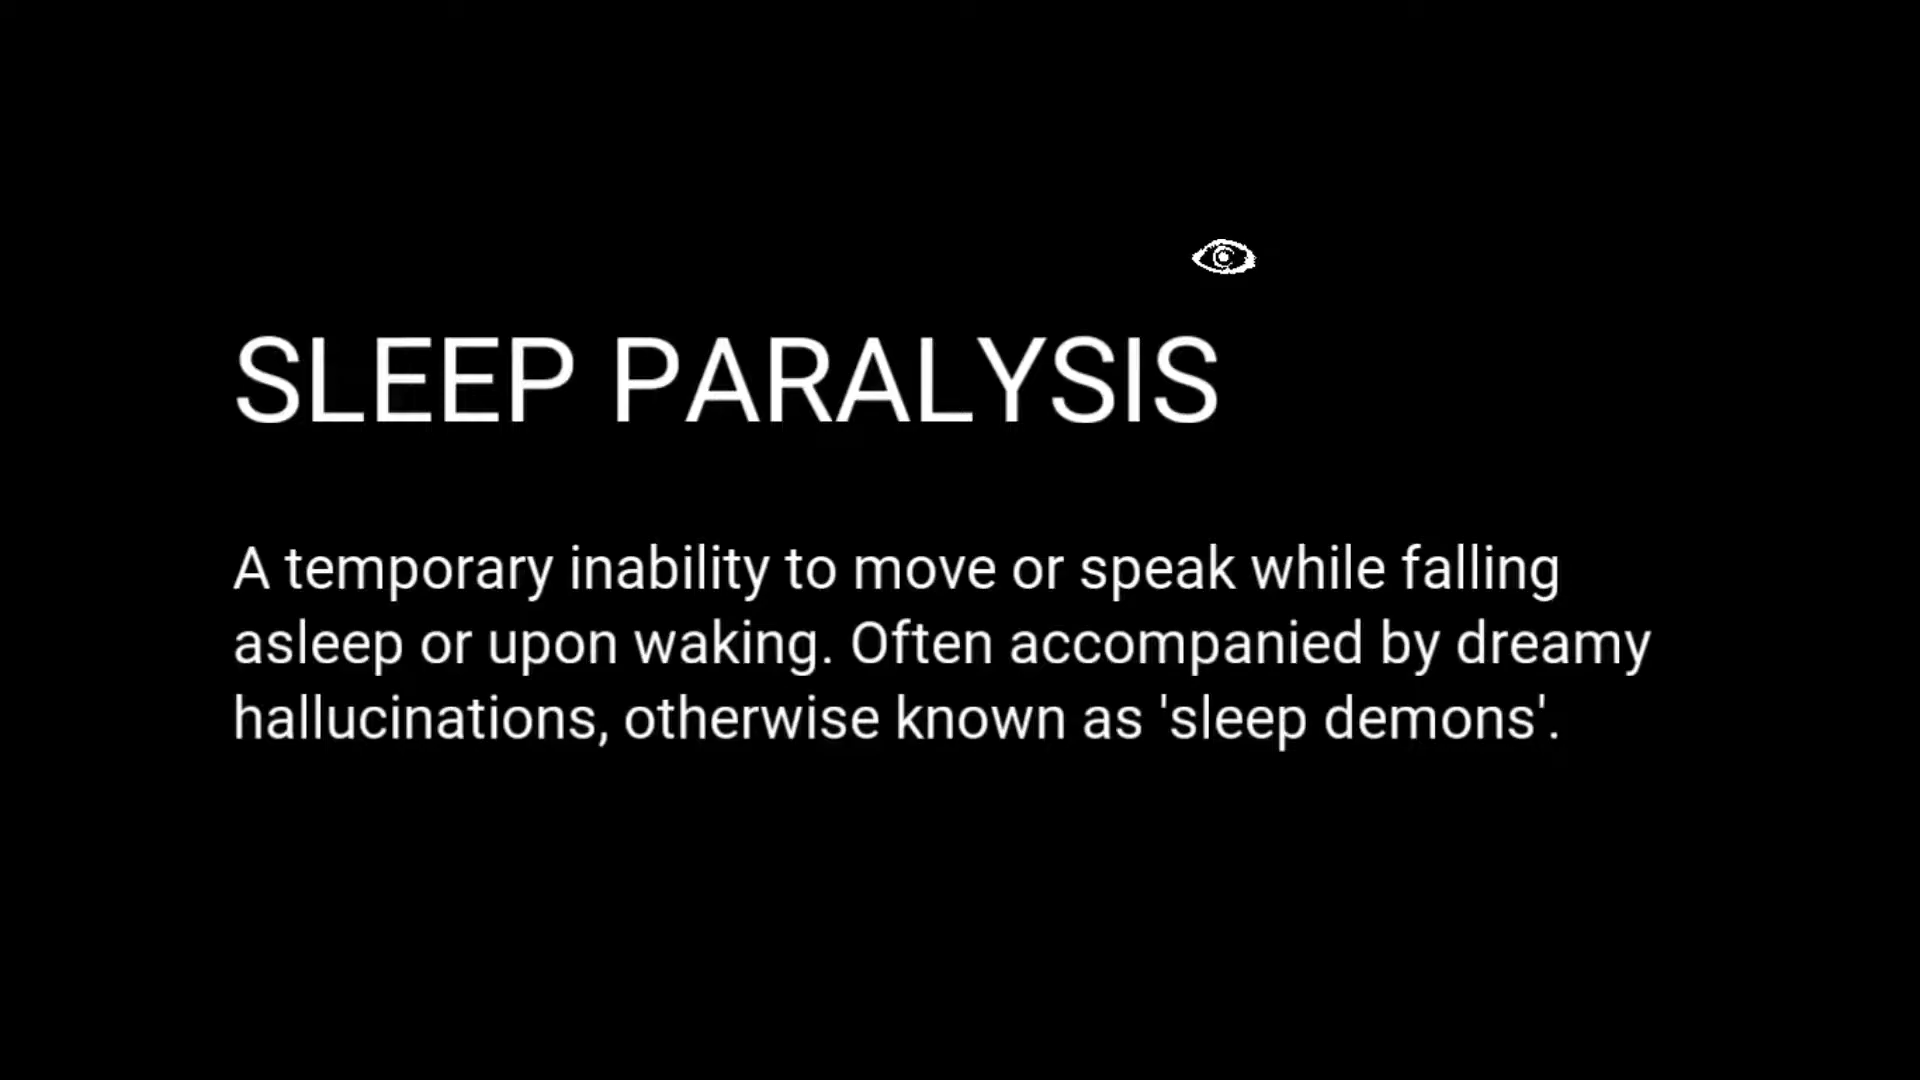 SLEEP PARALYSIS
A temporary inability to move or speak while falling
asleep or upon waking. Often accompanied by dreamy
hallucinations, otherwise known as 'sleep demons'.